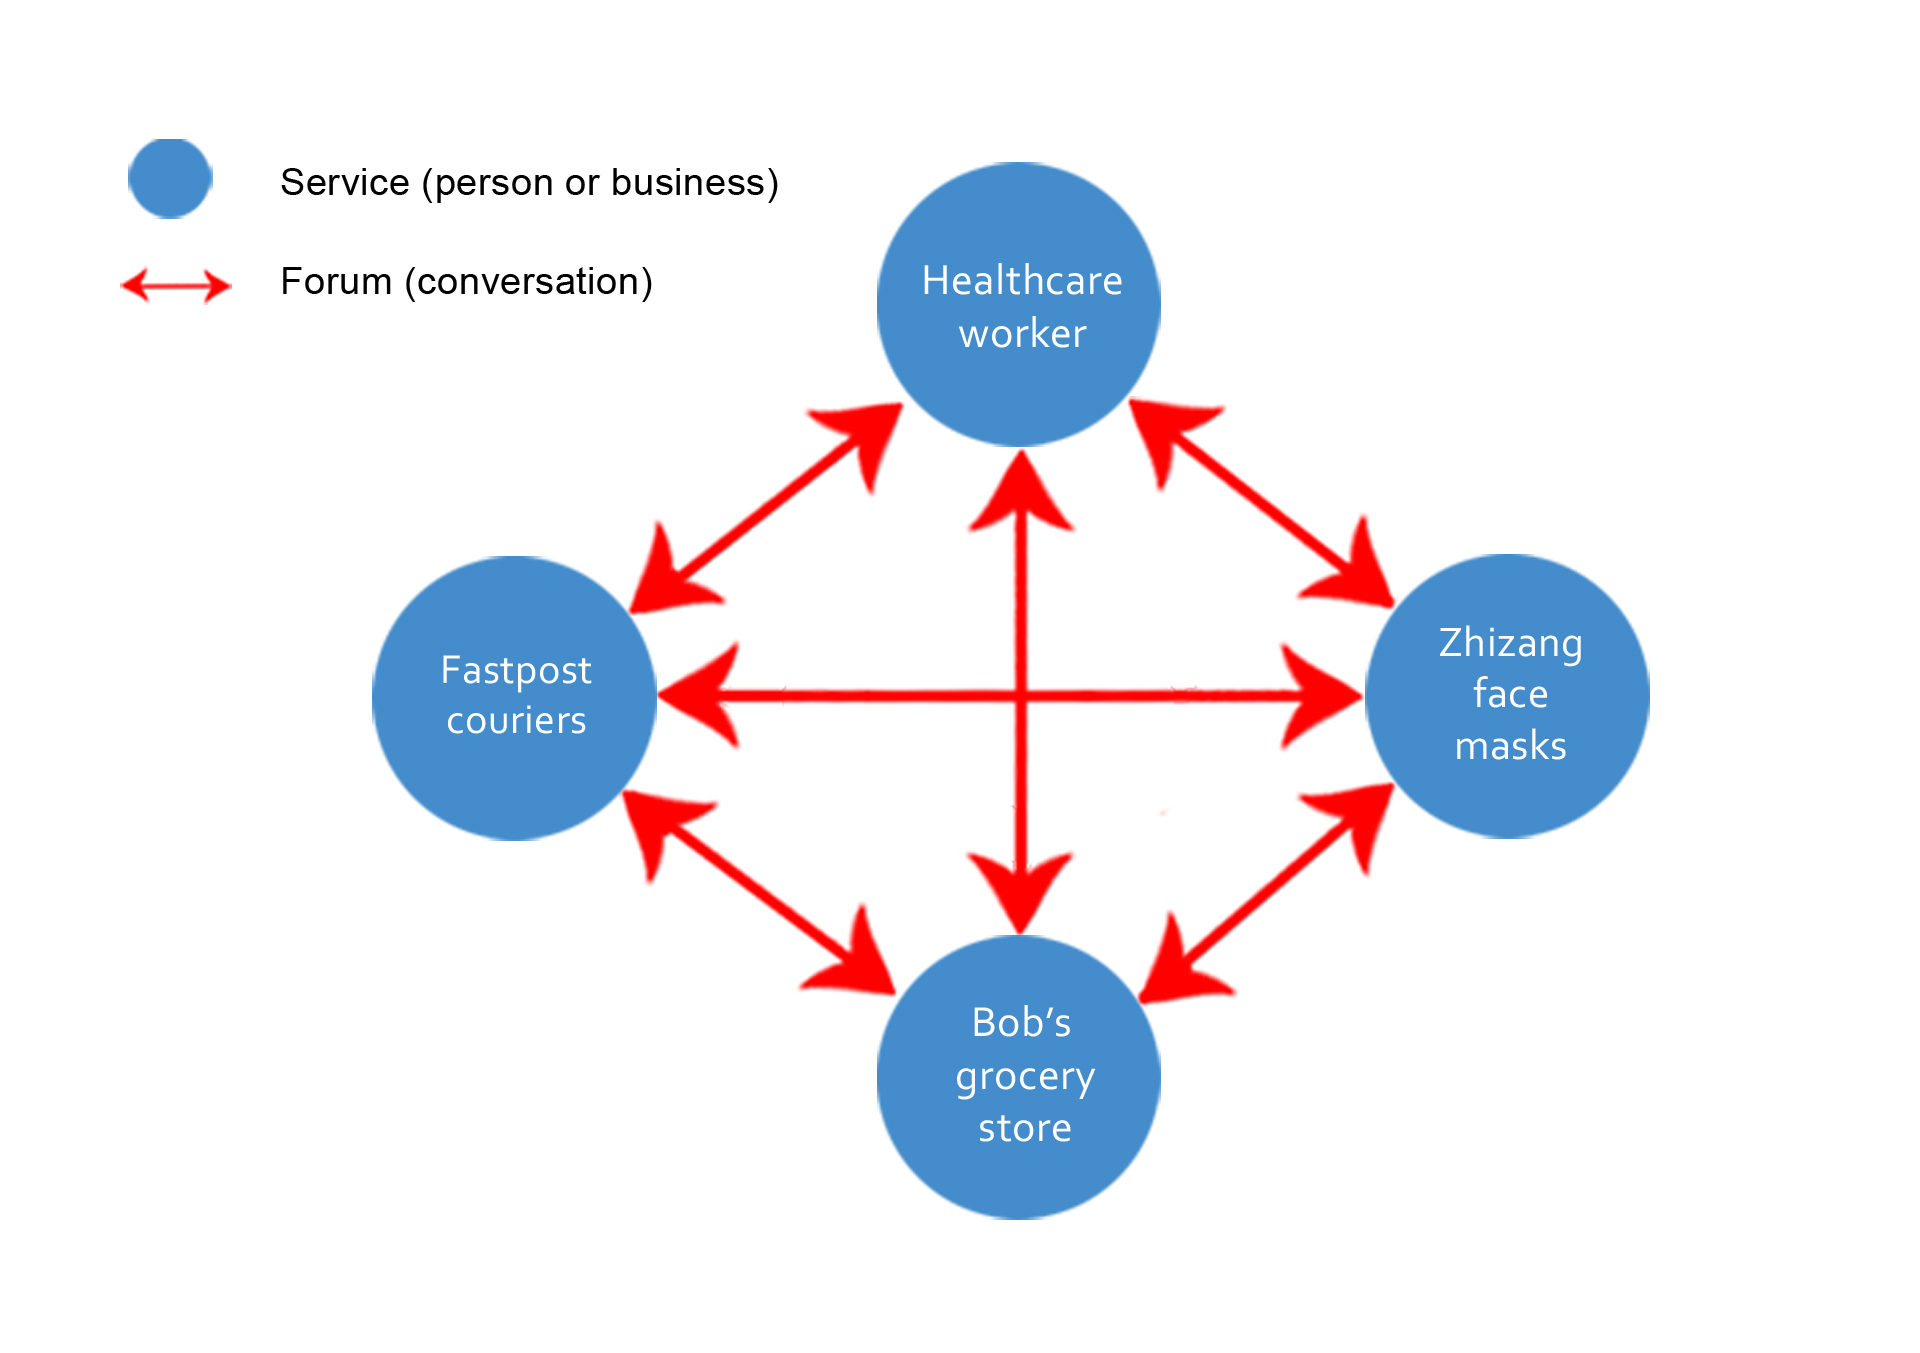 Service (person or business)
Forum (conversation)
Healthcare
worker
Fastpost
couriers
Zhizang
face
masks
Bob’s
grocery
store